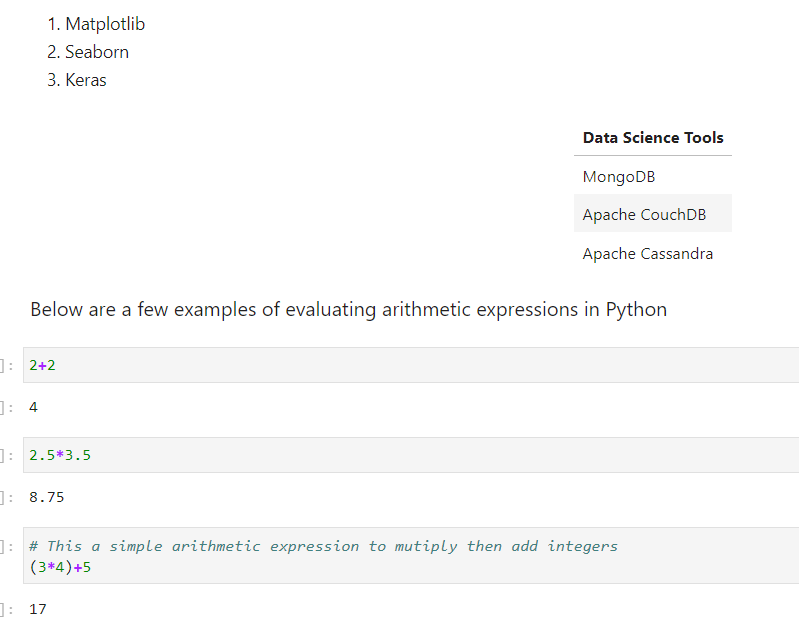 1. Matplotlib
2. Seaborn
3. Keras
Data Science Tools
MongoDB
Apache CouchDB
Apache Cassandra
Below are a few examples of evaluating arithmetic expressions in Python
]: 2+2
]: 4
]: 2.5*3.5
]: 8.75
]: # This a simple arithmetic expression to mutiply then add integers
(3*4)+5
]: 17